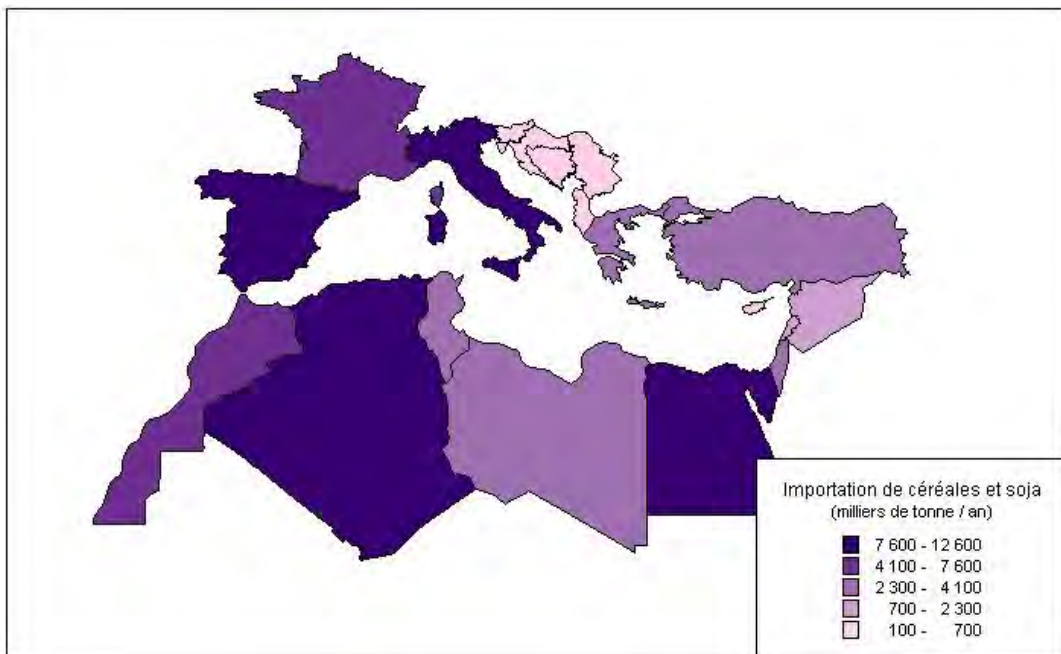 Importation de céréales et soja
(milliers de tonne / an)
7 600 - 12 600
4 100 - 7 600
2 300 - 4 100
700 - 2 300
100 - 700